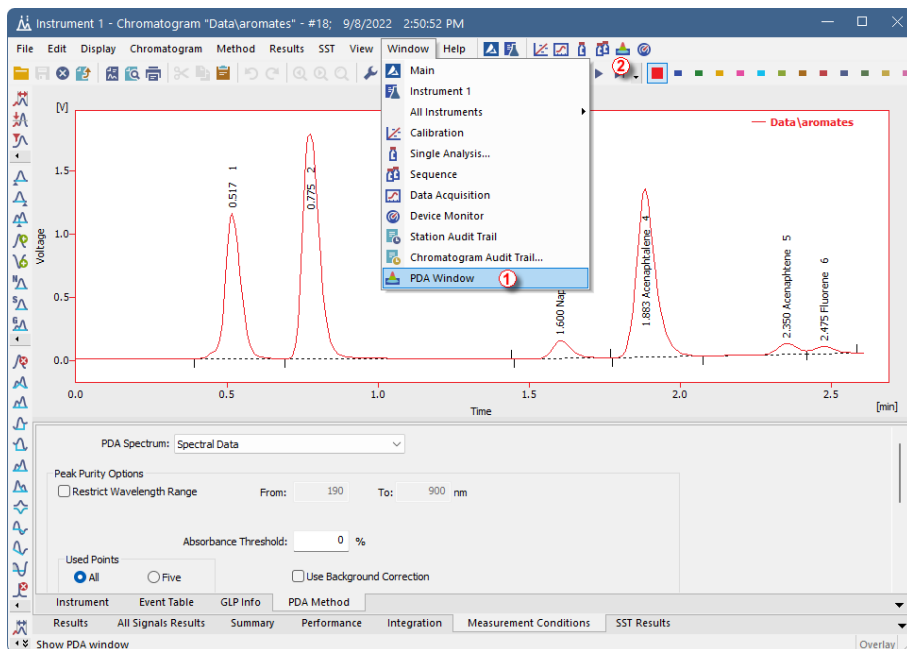 Instrument 1 - Chromatogram "Data\aromates" - #18;  9/8/2022  2:50:52 PM
File Edit Display Chromatogram Method Results SST View Window Help
2
Main
Instrument 1
All Instruments
Calibration
Single Analysis...
Sequence
Data Acquisition
Device Monitor
Station Audit Trail
Chromatogram Audit Trail...
PDA Window 1
[V]
Data\aromates
1.5
1.0
0.5
0.0
Voltage
0.517 1
0.775 2
1.600 Nap
1.883 Acenaphtalene 4
2.350 Acenaphtene 5
2.475 Fluorene 6
0.0 0.5 1.0 1.5 2.0 2.5
Time
[min]
PDA Spectrum: Spectral Data
Peak Purity Options
Restrict Wavelength Range From: 190 To: 900 nm
Absorbance Threshold: 0 %
Used Points
All Five Use Background Correction
Instrument Event Table GLP Info PDA Method
Results All Signals Results Summary Performance Integration Measurement Conditions SST Results
Show PDA window Overlay